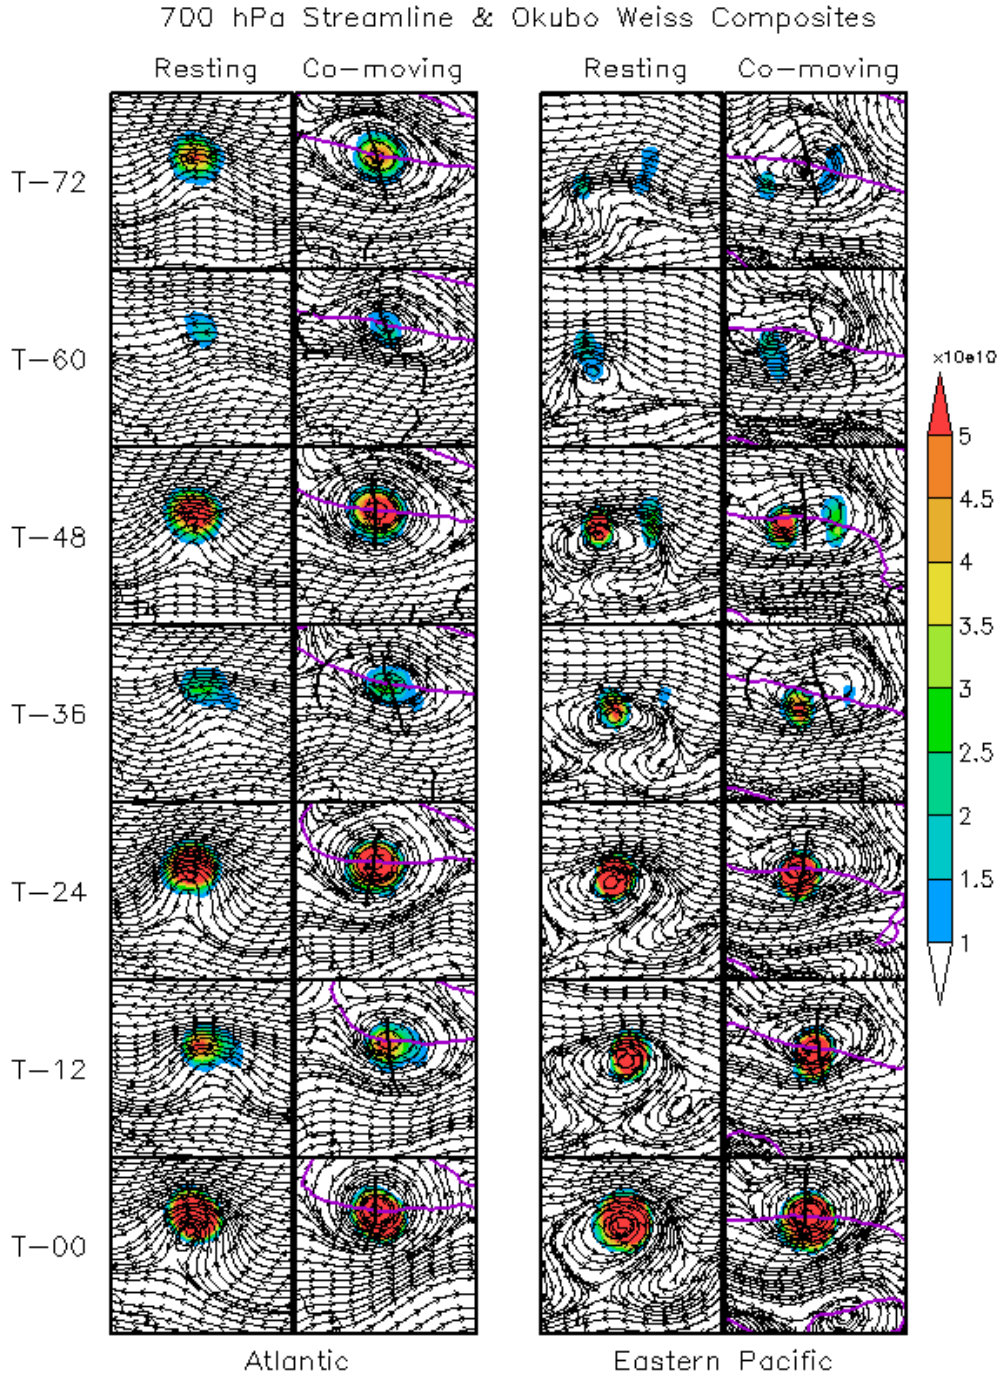 700 hPa Streamline & Okubo Weiss Composites
Resting Co-moving Resting Co-moving
T-72
T-60
T-48
T-36
T-24
T-12
T-00
×10e10
5
4.5
4
3.5
3
2.5
2
1.5
1
Atlantic Eastern Pacific